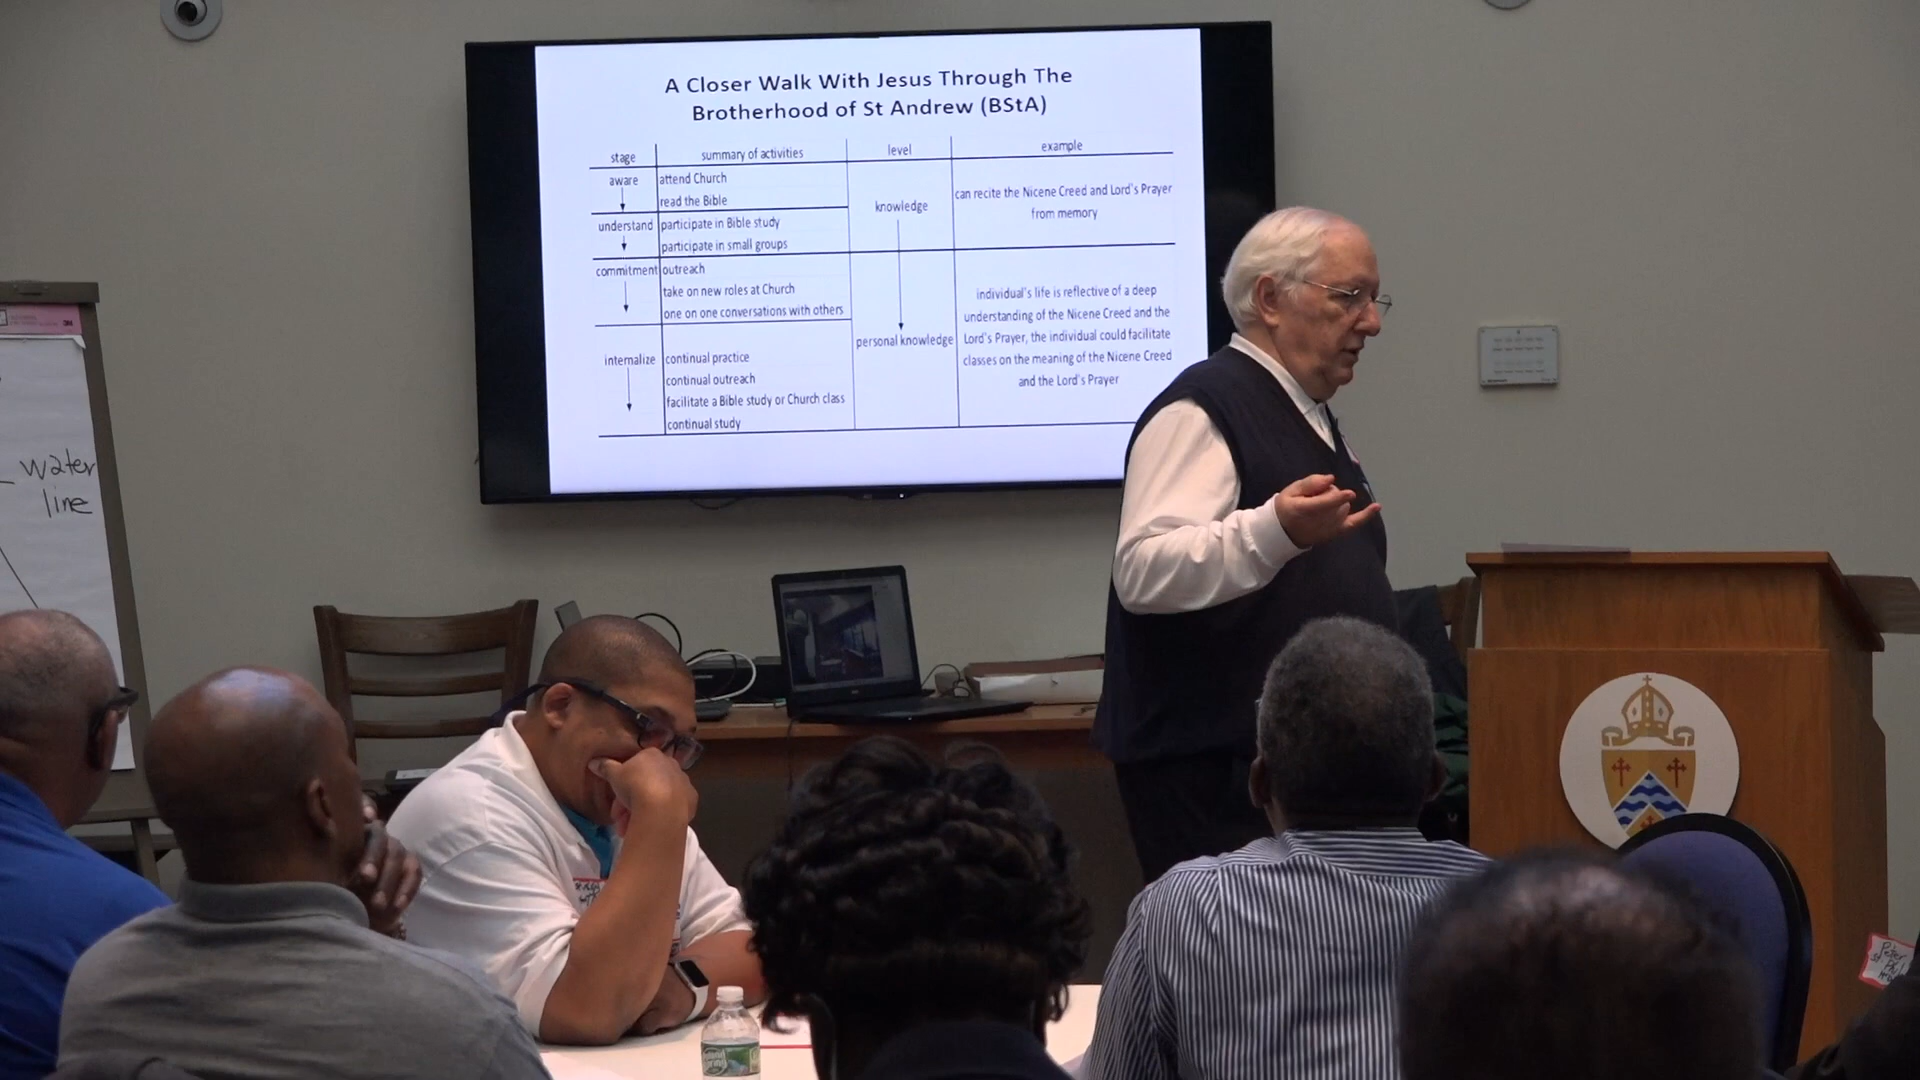 A Closer Walk With Jesus Through The
Brotherhood of St Andrew (BStA)
stage summary of activities level example
aware
attend Church
read the Bible
understand
participate in Bible study
participate in small groups
knowledge
can recite the Nicene Creed and Lord's Prayer
from memory
commitment
outreach
take on new roles at Church
one on one conversations with others
internalize
continual practice
continual outreach
facilitate a Bible study or Church class
continual study
personal knowledge
individual's life is reflective of a deep
understanding of the Nicene Creed and the
Lord's Prayer, the individual could facilitate
classes on the meaning of the Nicene Creed
and the Lord's Prayer
water
line
Peter
St